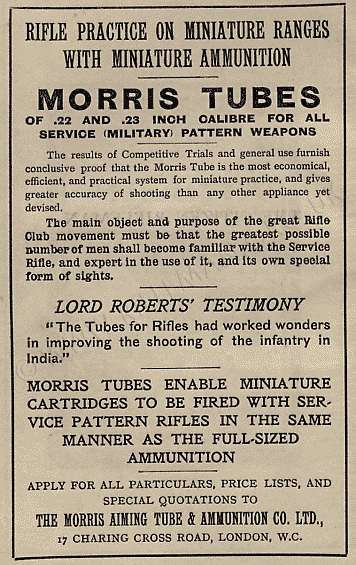 RIFLE PRACTICE ON MINIATURE RANGES
WITH MINIATURE AMMUNITION
MORRIS TUBES
OF .22 AND .23 INCH CALIBRE FOR ALL
SERVICE (MILITARY) PATTERN WEAPONS
The results of Competitive Trials and general use furnish
conclusive proof that the Morris Tube is the most economical,
efficient, and practical system for miniature practice, and gives
greater accuracy of shooting than any other appliance yet
devised.
The main object and purpose of the great Rifle
Club movement must be that the greatest possible
number of men shall become familiar with the Service
Rifle, and expert in the use of it, and its own special
form of sights.
LORD ROBERTS' TESTIMONY
"The Tubes for Rifles had worked wonders
in improving the shooting of the infantry in
India."
MORRIS TUBES ENABLE MINIATURE
CARTRIDGES TO BE FIRED WITH SER-
VICE PATTERN RIFLES IN THE SAME
MANNER AS THE FULL-SIZED
AMMUNITION
APPLY FOR ALL PARTICULARS, PRICE LISTS, AND
SPECIAL QUOTATIONS TO
THE MORRIS AIMING TUBE & AMMUNITION CO. LTD.,
17 CHARING CROSS ROAD, LONDON, W.C.